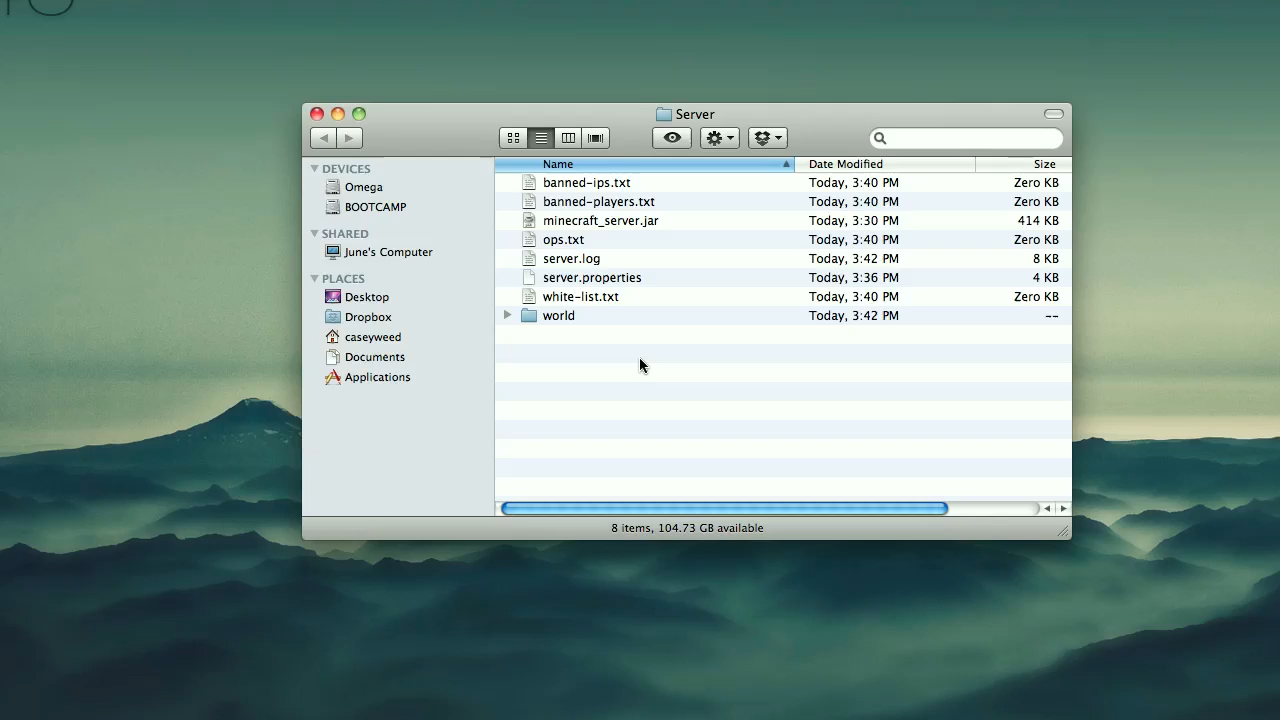 Server
DEVICES
Omega
BOOTCAMP
SHARED
June's Computer
PLACES
Desktop
Dropbox
caseyweed
Documents
Applications
Name Date Modified Size
banned-ips.txt Today, 3:40 PM Zero KB
banned-players.txt Today, 3:40 PM Zero KB
minecraft_server.jar Today, 3:30 PM 414 KB
ops.txt Today, 3:40 PM Zero KB
server.log Today, 3:42 PM 8 KB
server.properties Today, 3:36 PM 4 KB
white-list.txt Today, 3:40 PM Zero KB
world Today, 3:42 PM --
8 items, 104.73 GB available